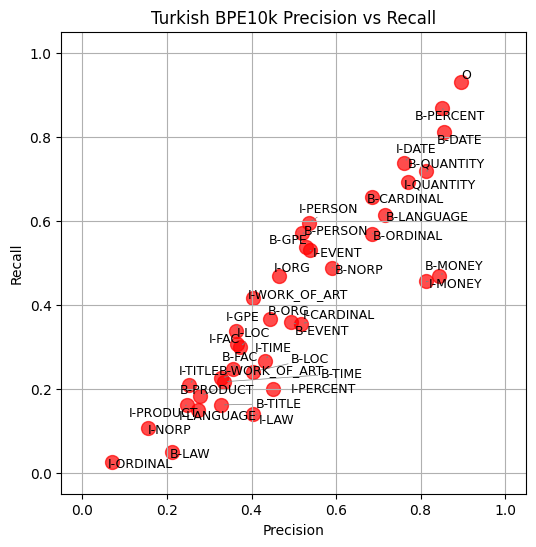 Turkish BPE10k Precision vs Recall
1.0
O
B-PERCENT
0.8
B-DATE
I-DATE
B-QUANTITY
I-QUANTITY
B-CARDINAL
I-PERSON
B-LANGUAGE
0.6
B-PERSON
B-ORDINAL
B-GPE
I-EVENT
I-ORG
B-NORP
B-MONEY
I-MONEY
I-WORK_OF_ART
0.4
B-ORG
I-CARDINAL
I-GPE
B-EVENT
I-LOC
I-FAC
I-TIME
B-FAC
B-LOC
I-TITLE
B-WORK_OF_ART
B-TIME
0.2
B-PRODUCT
I-PERCENT
B-TITLE
I-PRODUCT
I-LANGUAGE
I-LAW
I-NORP
B-LAW
I-ORDINAL
0.0
0.0 0.2 0.4 0.6 0.8 1.0
Precision
Recall